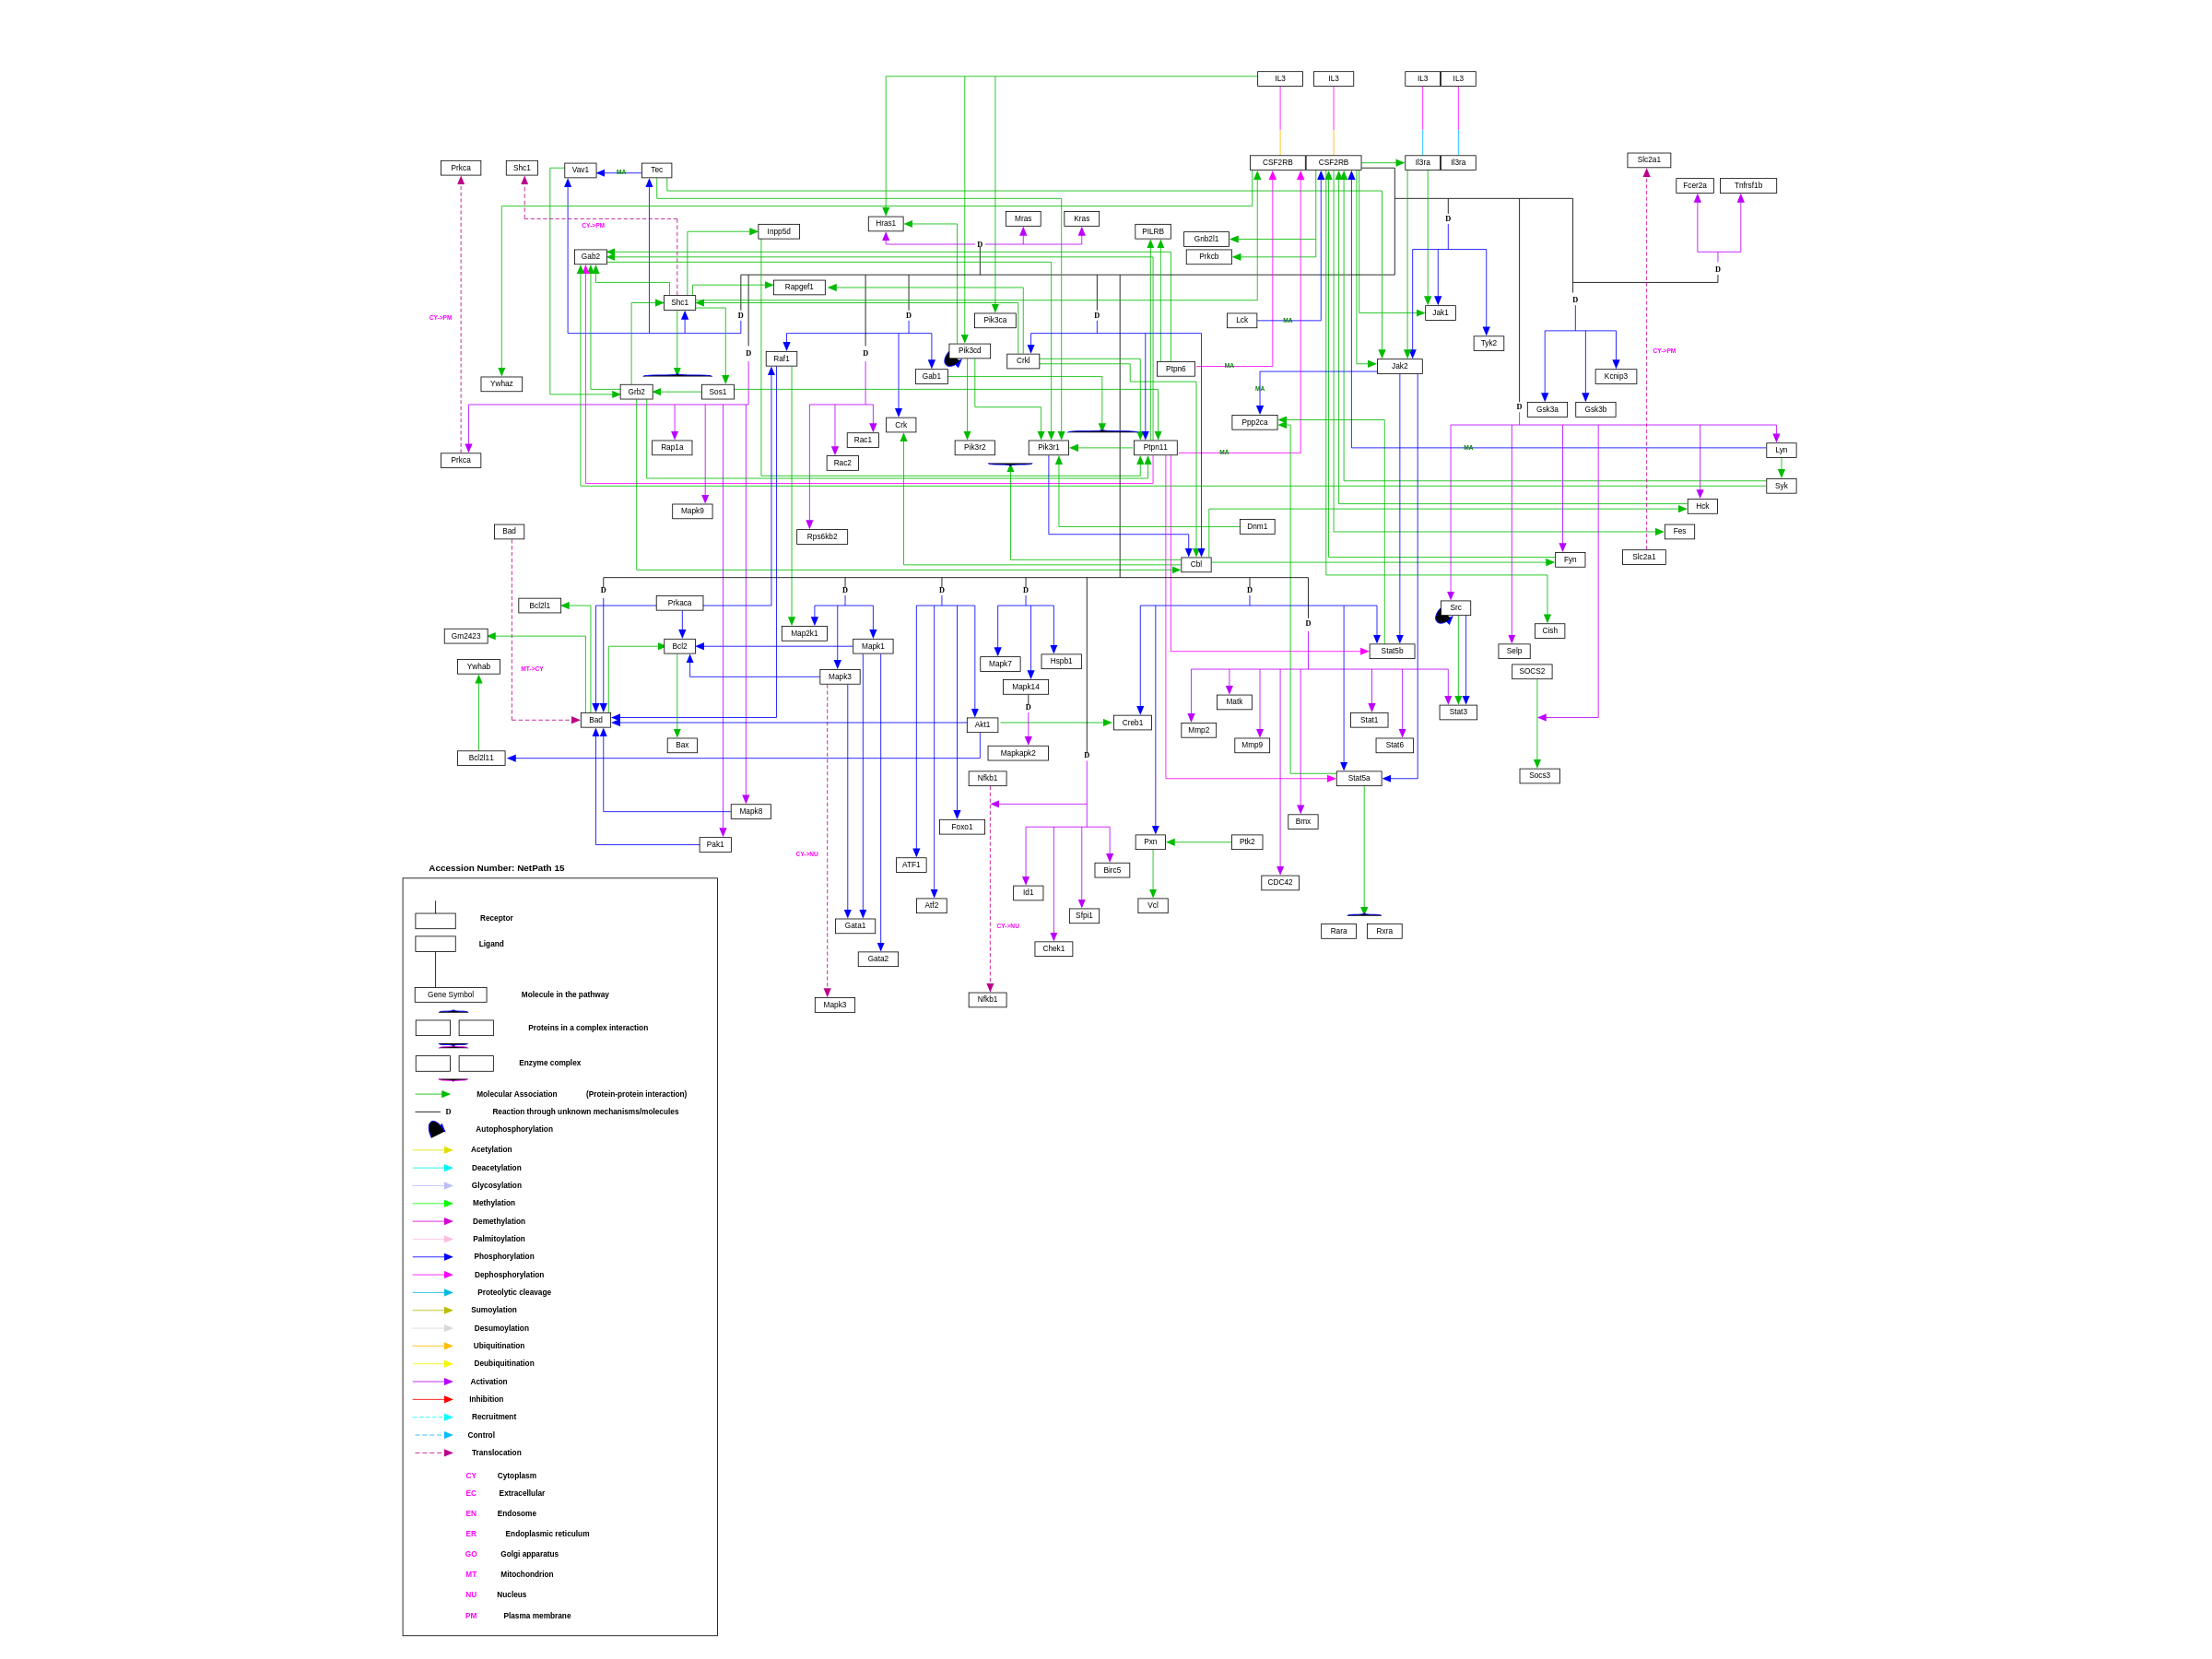 IL3 IL3 IL3 IL3
Prkca Shc1 Vav1 MA Tec CSF2RB CSF2RB Il3ra Il3ra Slc2a1
Fcer2a Tnfrsf1b
CY->PM Inpp5d Hras1 Mras Kras PILRB Gnb2l1 D
Gab2 D Prkcb
D
Rapgef1 D
CY->PM Shc1 D D D Pik3ca Lck MA Jak1
Raf1 D D Pik3cd Crkl Tyk2 CY->PM
Ywhaz Gab1 Ptpn6 MA Jak2 Kcnip3
Grb2 Sos1 MA
Gsk3a Gsk3b D
Crk Ppp2ca
Prkca Rap1a Rac1 Rac2 Pik3r2 Pik3r1 Ptpn11 MA MA Lyn
Syk
Mapk9 Hck
Bad Rps6kb2 Dnm1 Fes
Cbl Fyn Slc2a1
D D D D D
Bcl2l1 Prkaca Src
Gm2423 Map2k1 D Cish
Bcl2 Mapk1 Stat5b Selp
Ywhab MT->CY Mapk3 Mapk7 Hspb1 SOCS2
Mapk14
D Matk
Bad Akt1 Creb1 Mmp2 Stat1 Stat3
Bax Mapkapk2 Mmp9 Stat6
Bcl2l11 D
Nfkb1 Stat5a Socs3
Mapk8 Foxo1 Bmx
Pak1 CY->NU Pxn Ptk2
ATF1 Birc5
Id1 CDC42
Atf2 Sfpi1 Vcl
Gata1 CY->NU Rara Rxra
Gata2 Chek1
Mapk3 Nfkb1
Accession Number: NetPath 15
Receptor
Ligand
Gene Symbol Molecule in the pathway
Proteins in a complex interaction
Enzyme complex
Molecular Association (Protein-protein interaction)
D Reaction through unknown mechanisms/molecules
Autophosphorylation
Acetylation
Deacetylation
Glycosylation
Methylation
Demethylation
Palmitoylation
Phosphorylation
Dephosphorylation
Proteolytic cleavage
Sumoylation
Desumoylation
Ubiquitination
Deubiquitination
Activation
Inhibition
Recruitment
Control
Translocation
CY Cytoplasm
EC Extracellular
EN Endosome
ER Endoplasmic reticulum
GO Golgi apparatus
MT Mitochondrion
NU Nucleus
PM Plasma membrane